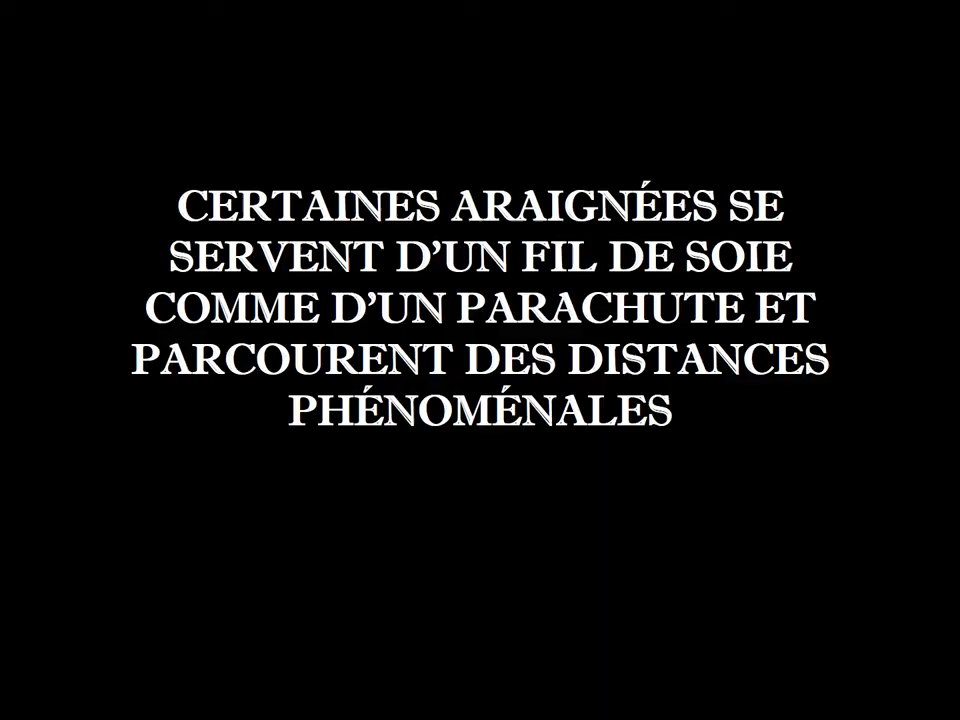 CERTAINES ARAIGNÉES SE
SERVENT D’UN FIL DE SOIE
COMME D’UN PARACHUTE ET
PARCOURENT DES DISTANCES
PHÉNOMÉNALES